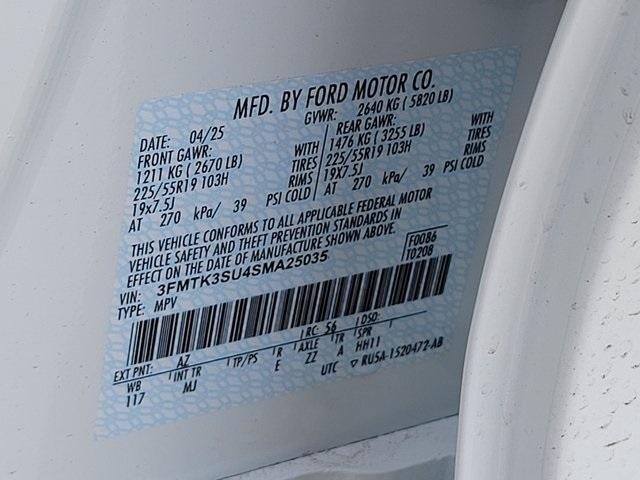 MFD. BY FORD MOTOR CO.
DATE: 04/25 GVWR: 2640 KG ( 5820 LB)
FRONT GAWR: REAR GAWR:
1211 KG ( 2670 LB) WITH 1476 KG ( 3255 LB) WITH
225/55R19 103H TIRES 225/55R19 103H TIRES
19x7.5J RIMS 19X7.5J RIMS
AT 270 kPa/ 39 PSI COLD AT 270 kPa/ 39 PSI COLD
THIS VEHICLE CONFORMS TO ALL APPLICABLE FEDERAL MOTOR
VEHICLE SAFETY AND THEFT PREVENTION STANDARDS IN
EFFECT ON THE DATE OF MANUFACTURE SHOWN ABOVE.
VIN: 3FMTK3SU4SMA25035 F0086
TYPE: MPV T0208
EXT PNT: AZ RC: 56 DSO:
WB INT TR TP/PS R AXLE TR SPR
117 MJ E ZZ A HH11
UTC ▽ RU5A-1520472-AB